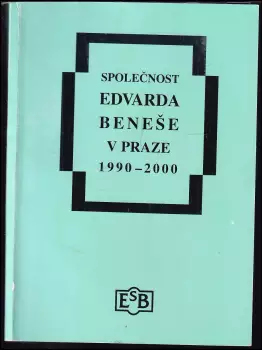 SPOLEČNOST
EDVARDA
BENEŠE
V PRAZE
1990–2000
ESB